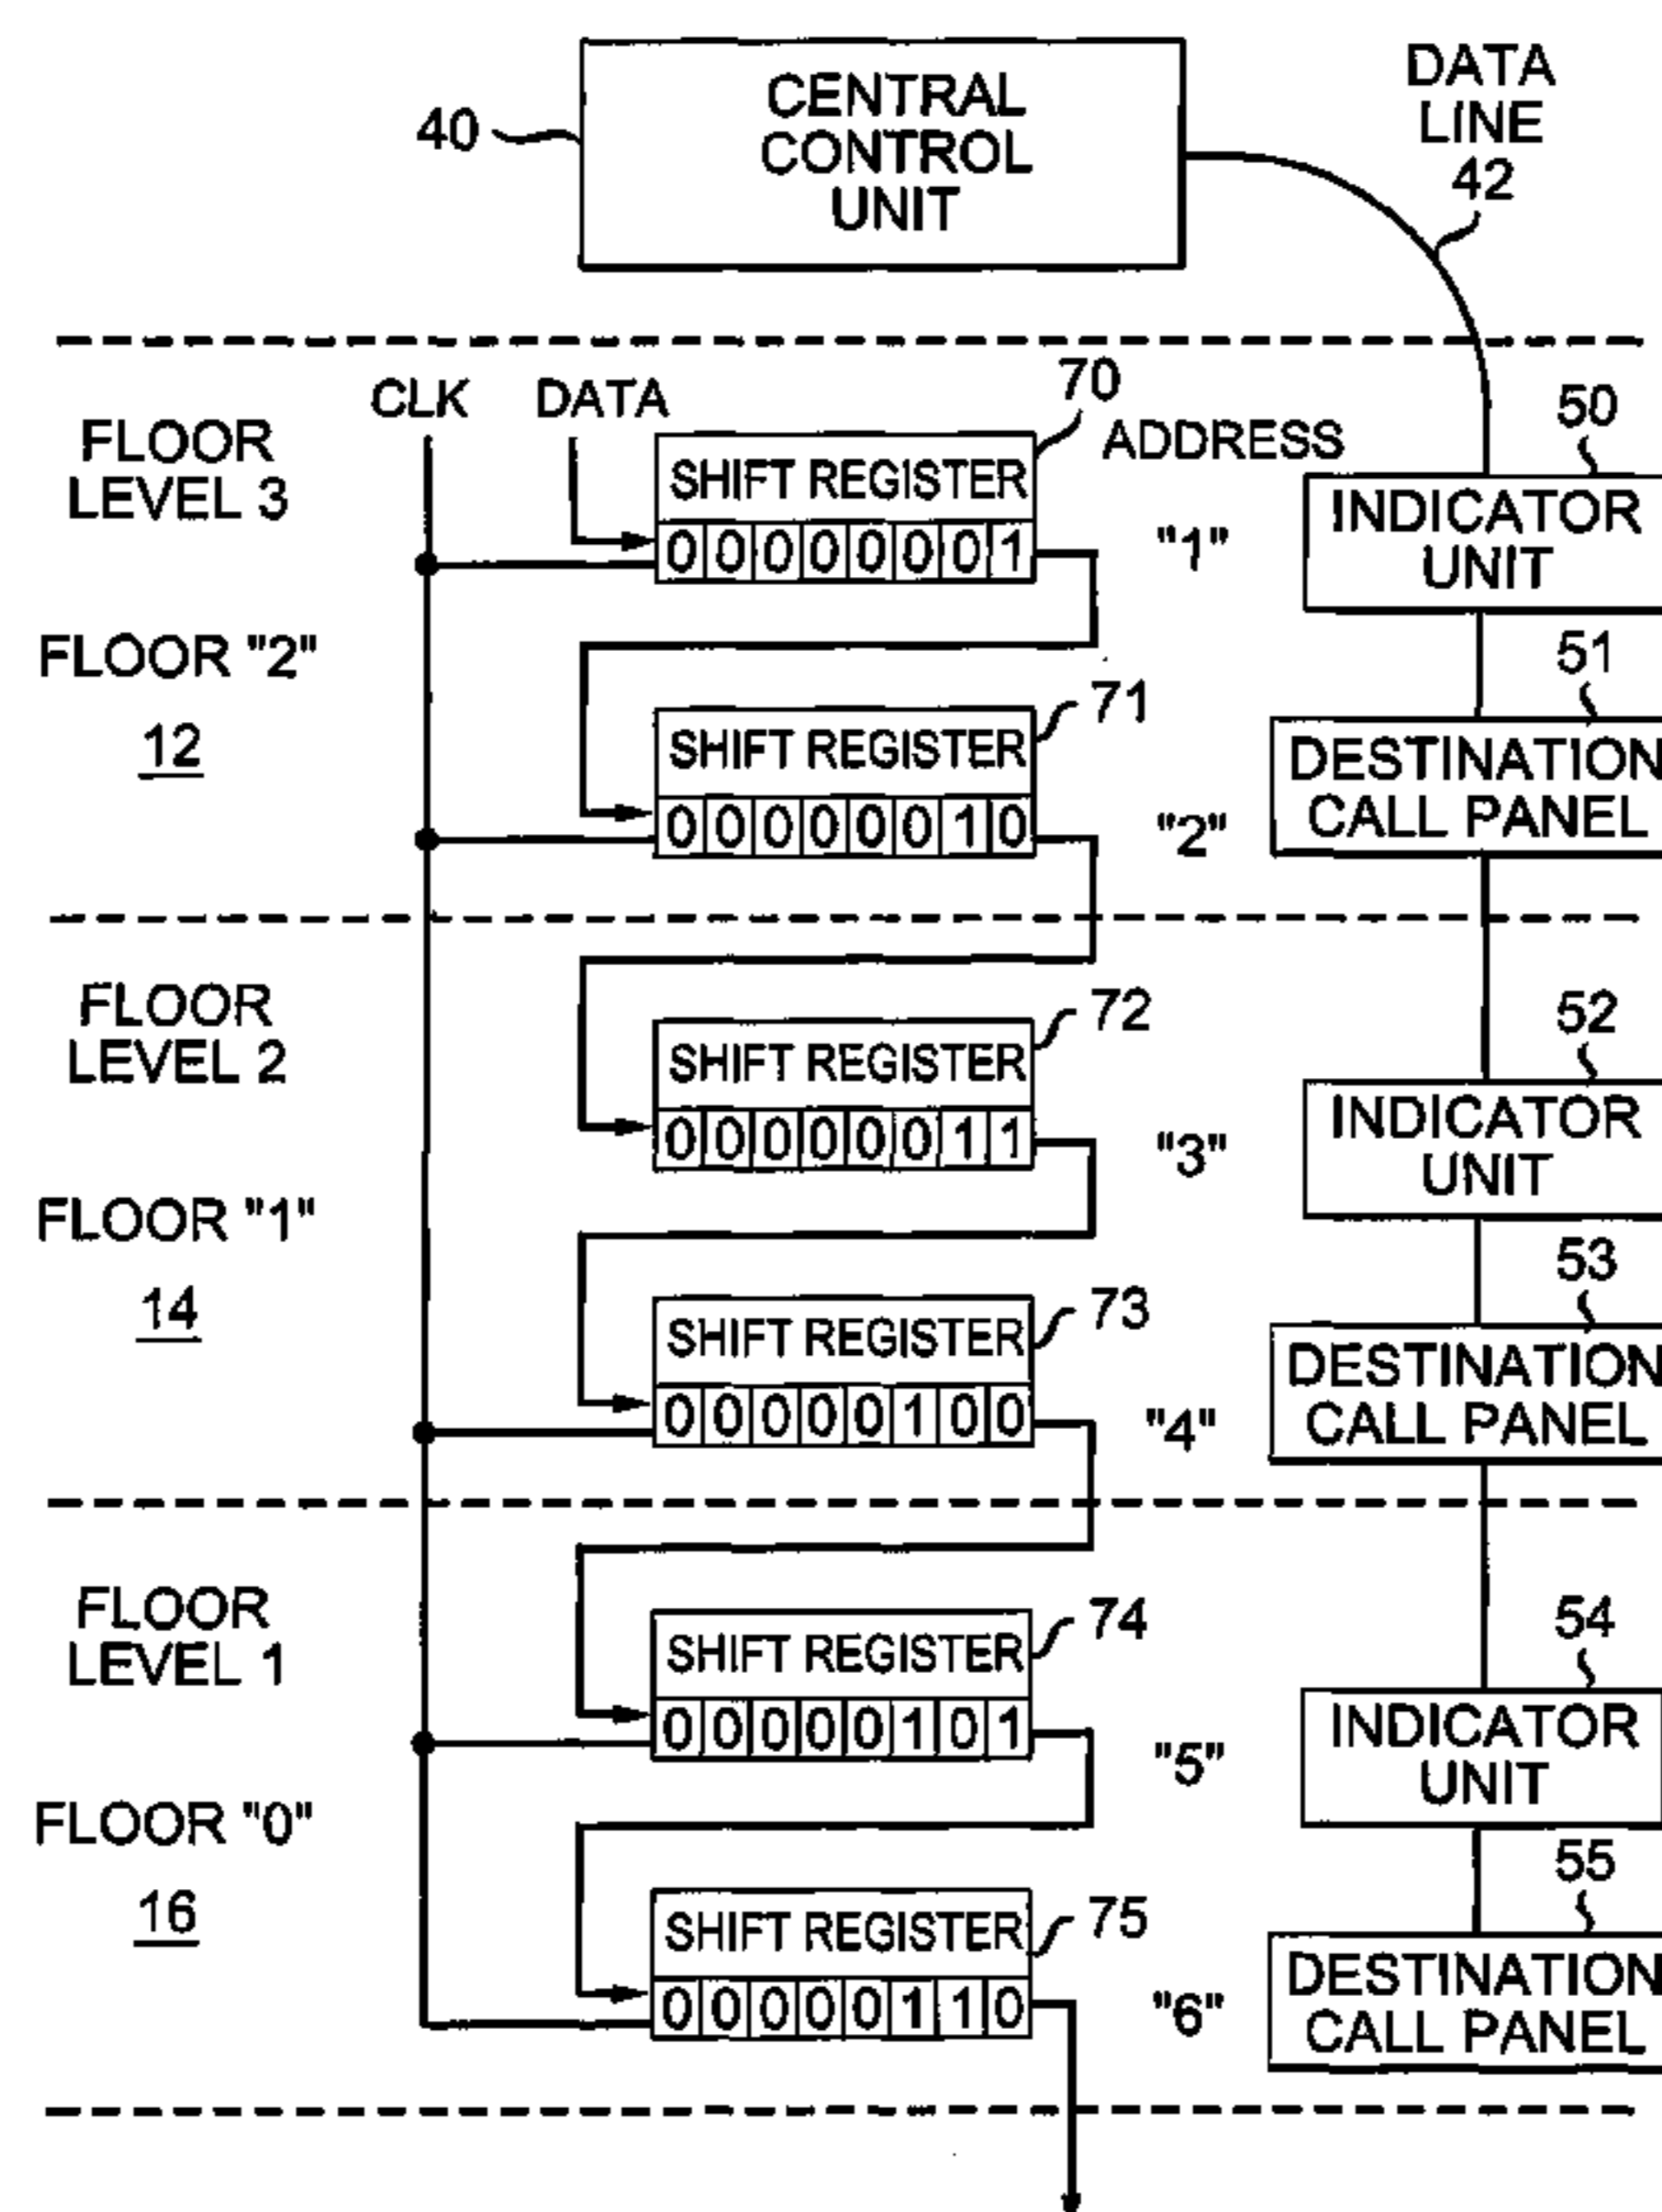 CENTRAL
CONTROL
UNIT
40
DATA
LINE
42
CLK
DATA
70
ADDRESS
50
FLOOR
LEVEL 3
SHIFT REGISTER
0 0 0 0 0 0 0 1
"1"
INDICATOR
UNIT
FLOOR "2"
12
71
SHIFT REGISTER
0 0 0 0 0 0 1 0
"2"
51
DESTINATION
CALL PANEL
FLOOR
LEVEL 2
72
SHIFT REGISTER
0 0 0 0 0 0 1 1
"3"
52
INDICATOR
UNIT
FLOOR "1"
14
73
SHIFT REGISTER
0 0 0 0 0 1 0 0
"4"
53
DESTINATION
CALL PANEL
FLOOR
LEVEL 1
74
SHIFT REGISTER
0 0 0 0 0 1 0 1
"5"
54
INDICATOR
UNIT
FLOOR "0"
16
75
SHIFT REGISTER
0 0 0 0 0 1 1 0
"6"
55
DESTINATION
CALL PANEL